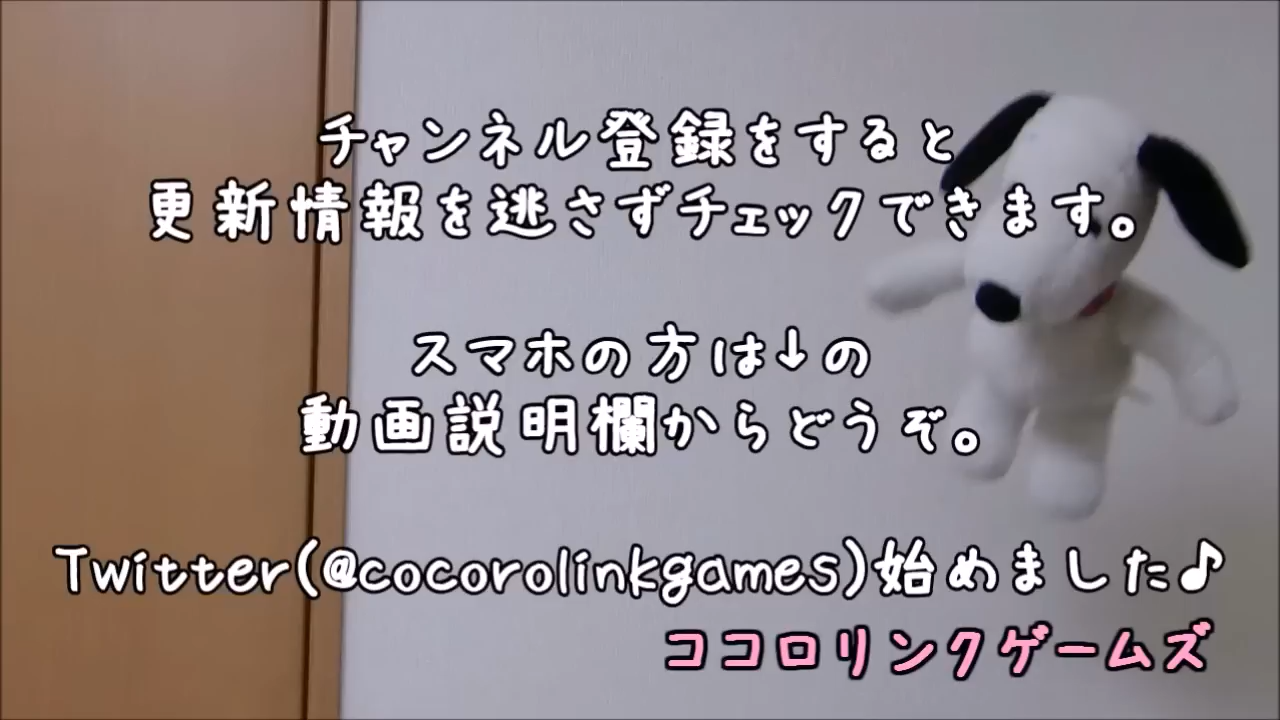 チャンネル登録をすると
更新情報を逃さずチェックできます。
スマホの方は↓の
動画説明欄からどうぞ。
Twitter(@cocorolinkgames)始めました♪
ココロリンクゲームズ